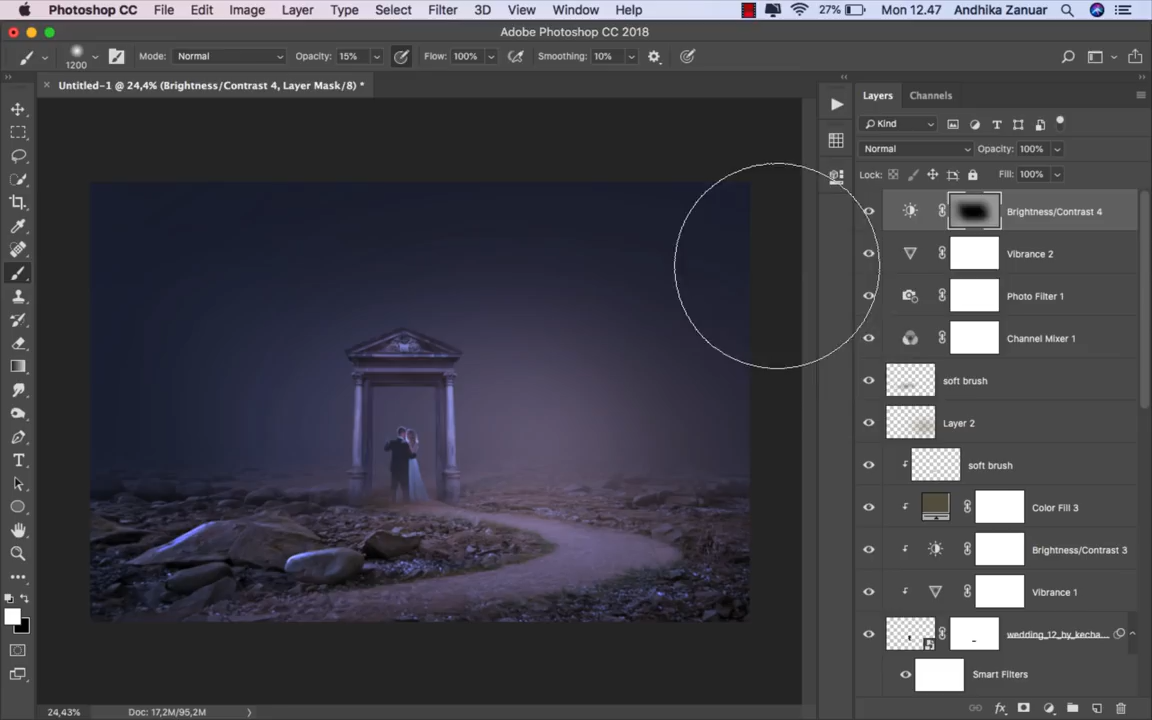 Photoshop CC File Edit Image Layer Type Select Filter 3D View Window Help 27% Mon 12.47 Andhika Zanuar
Adobe Photoshop CC 2018
1200 Mode: Normal Opacity: 15% Flow: 100% Smoothing: 10%
Untitled-1 @ 24,4% (Brightness/Contrast 4, Layer Mask/8) *
Layers Channels
Kind
Normal Opacity: 100%
Lock: Fill: 100%
Brightness/Contrast 4
Vibrance 2
Photo Filter 1
Channel Mixer 1
soft brush
Layer 2
soft brush
Color Fill 3
Brightness/Contrast 3
Vibrance 1
wedding_12_by_kecha...
Smart Filters
24,43% Doc: 17,2M/95,2M
fx